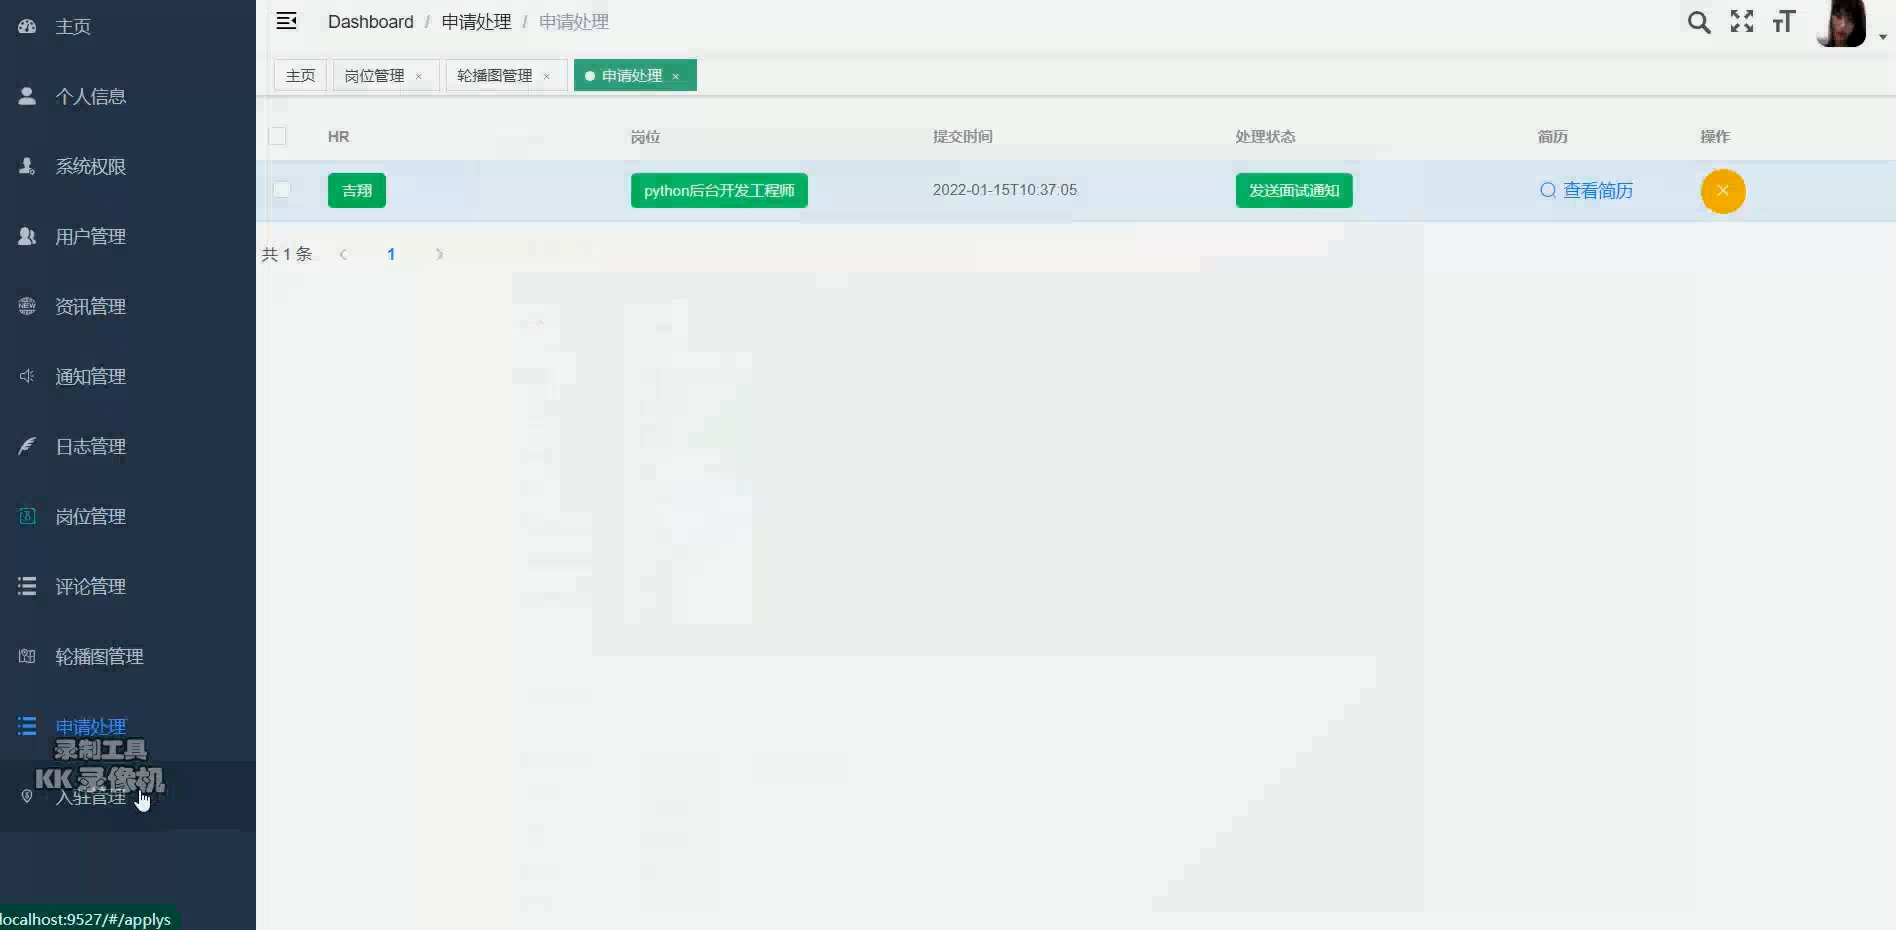 主页
个人信息
系统权限
用户管理
资讯管理
通知管理
日志管理
岗位管理
评论管理
轮播图管理
申请处理
录制工具
KK 录像机
入驻管理
localhost:9527/#/applys
Dashboard / 申请处理 / 申请处理
主页 岗位管理 × 轮播图管理 × 申请处理 ×
HR 岗位 提交时间 处理状态 简历 操作
吉翔 python后台开发工程师 2022-01-15T10:37:05 发送面试通知 查看简历
共 1 条 < 1 >